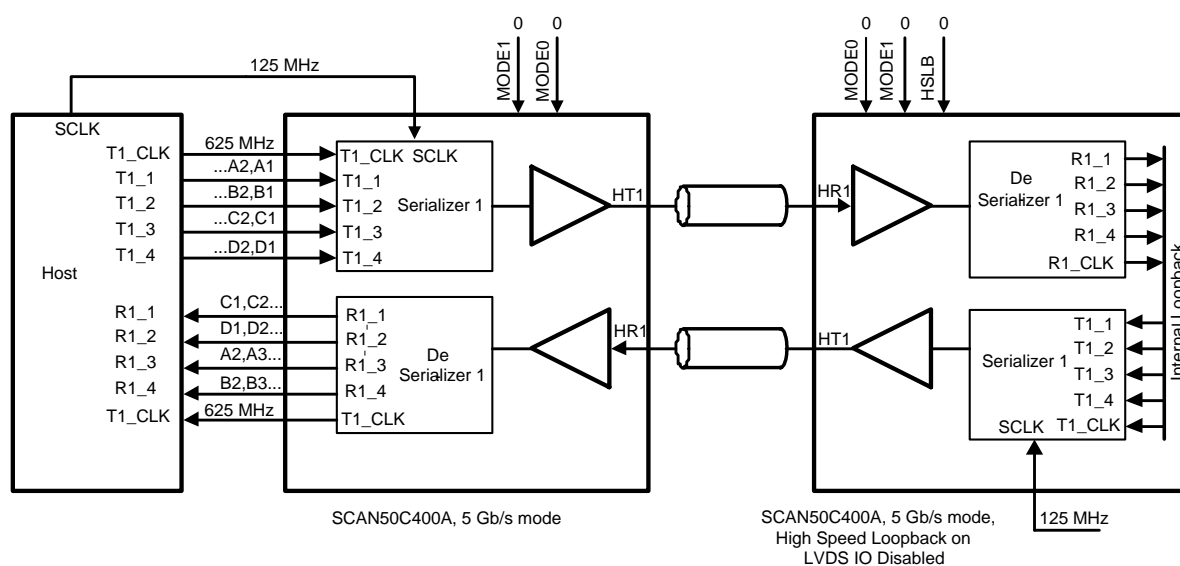 0 0
0 0 0
MODE1
MODE0
MODE0
MODE1
HSLB
125 MHz
SCLK
T1_CLK
T1_1
T1_2
T1_3
T1_4
Host
R1_1
R1_2
R1_3
R1_4
T1_CLK
625 MHz
...A2,A1
...B2,B1
...C2,C1
...D2,D1
C1,C2...
D1,D2...
A2,A3...
B2,B3...
625 MHz
T1_CLK SCLK
T1_1
T1_2
T1_3
T1_4
Serializer 1
HT1
R1_1
R1_2
R1_3
R1_4
T1_CLK
De
Serializer 1
HR1
HR1
De
Serializer 1
R1_1
R1_2
R1_3
R1_4
R1_CLK
HT1
Serializer 1
SCLK
T1_1
T1_2
T1_3
T1_4
T1_CLK
Internal Loopback
125 MHz
SCAN50C400A, 5 Gb/s mode
SCAN50C400A, 5 Gb/s mode,
High Speed Loopback on
LVDS IO Disabled